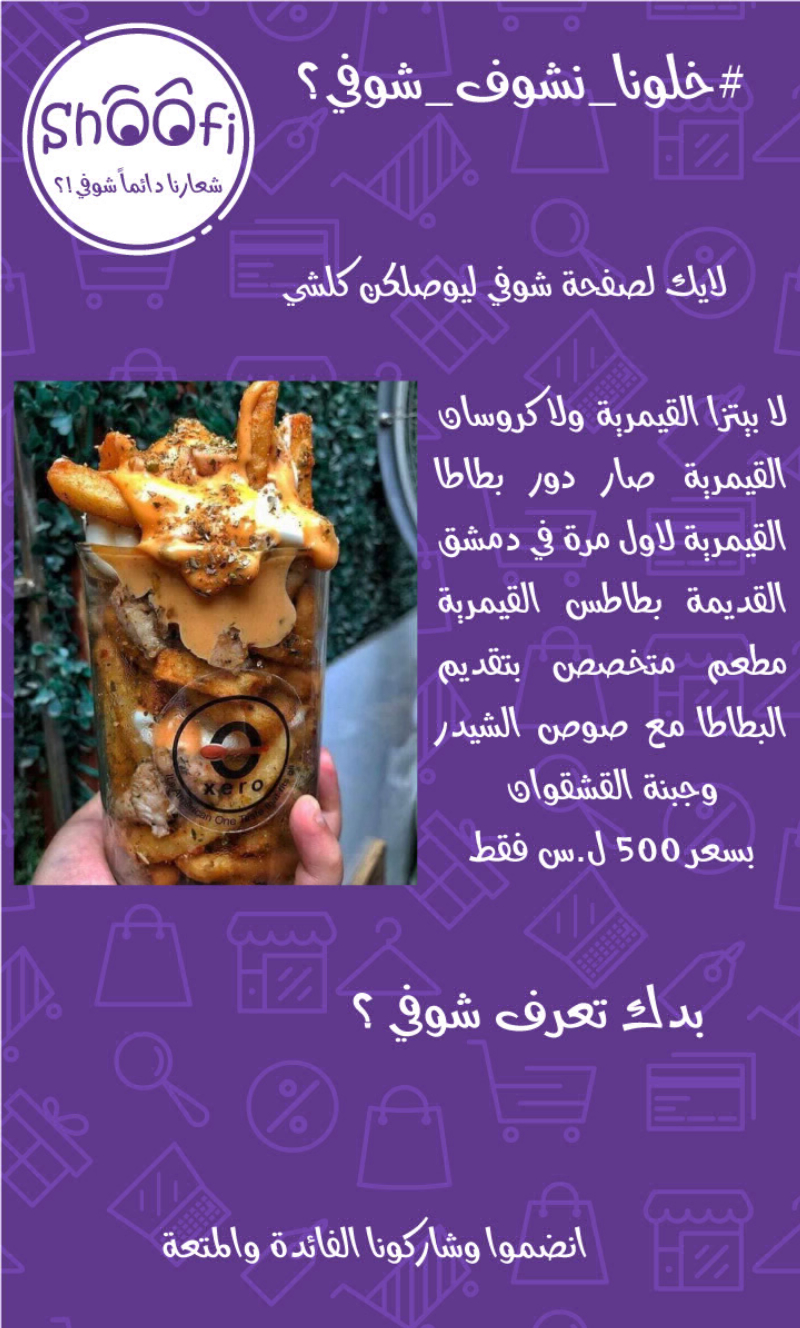 #خلونا_نشوف_شوفي؟
Shoofi
شعارنا دائماً شوفي!؟
لايك لصفحة شوفي ليوصلكن كلشي
لا بيتزا القيمرية ولا كروسان
القيمرية صار دور بطاطا
القيمرية لاول مرة في دمشق
القديمة بطاطس القيمرية
مطعم متخصص بتقديم
البطاطا مع صوص الشيدر
وجبنة القشقوان
بسعر 500 ل.س فقط
xero
بدك تعرف شوفي ؟
انضموا وشاركونا الفائدة والمتعة